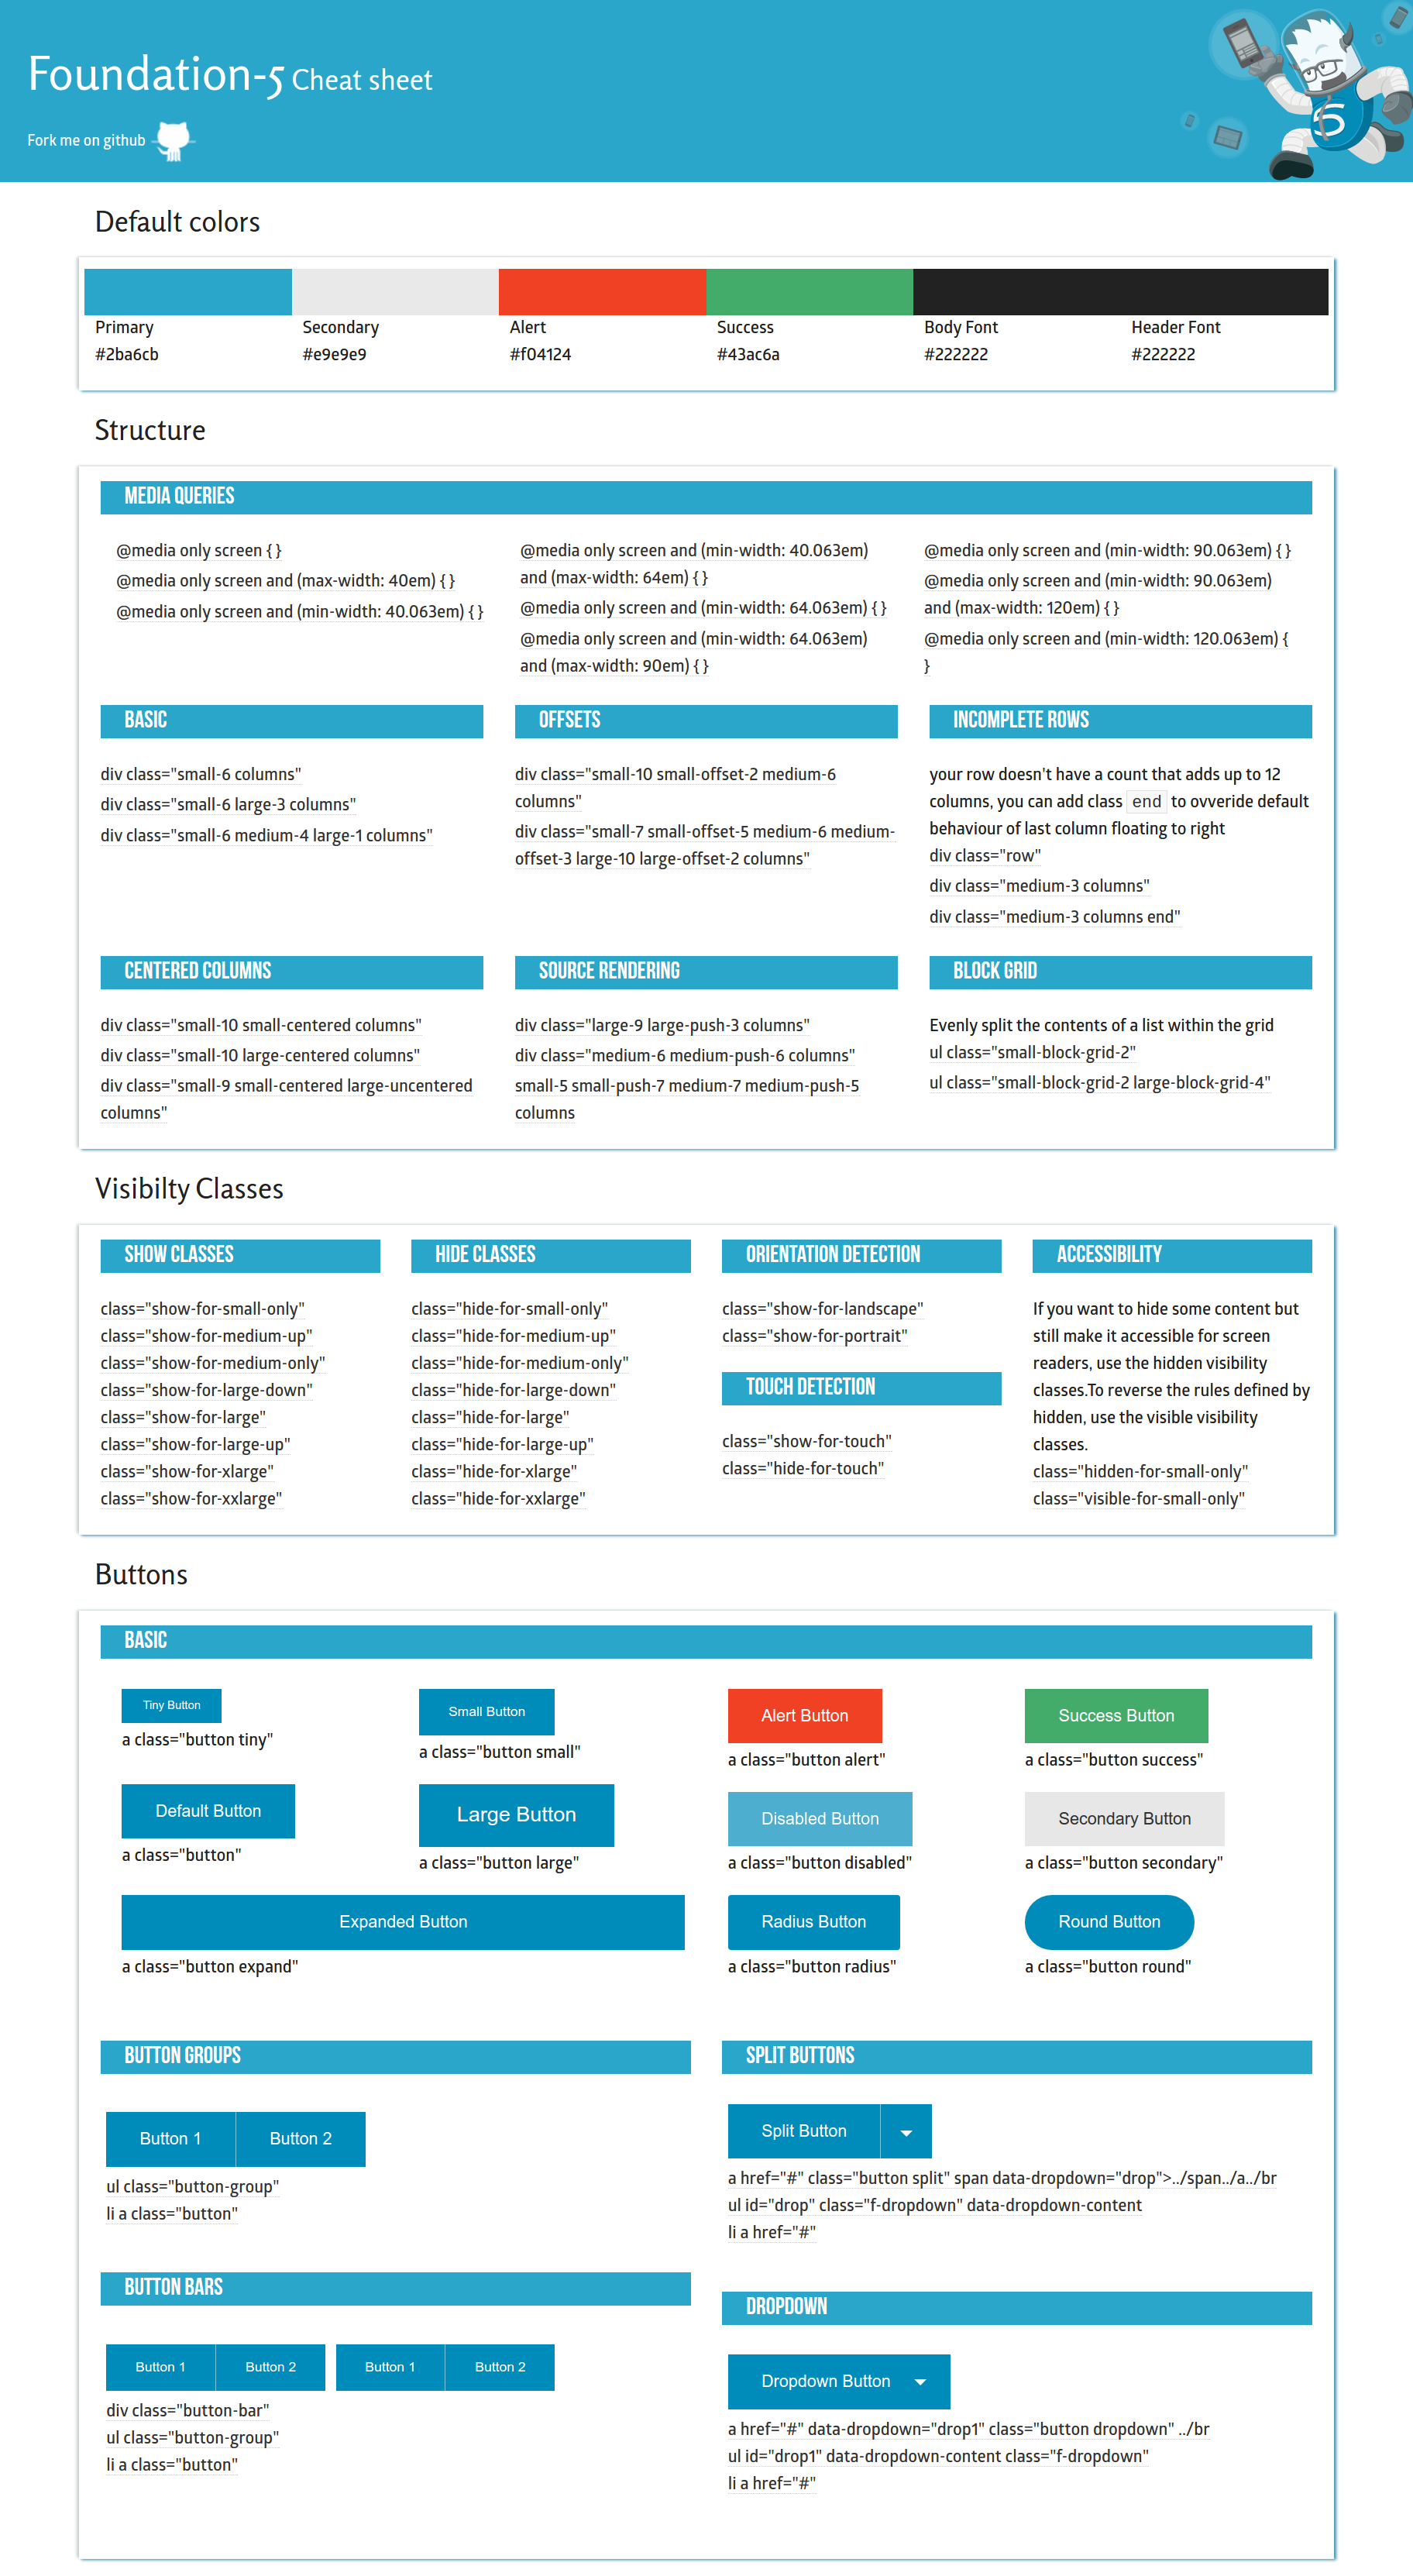 Foundation-5 Cheat sheet
Fork me on github
5
Default colors
Primary
#2ba6cb
Secondary
#e9e9e9
Alert
#f04124
Success
#43ac6a
Body Font
#222222
Header Font
#222222
Structure
MEDIA QUERIES
@media only screen { }
@media only screen and (max-width: 40em) { }
@media only screen and (min-width: 40.063em) { }
@media only screen and (min-width: 40.063em)
and (max-width: 64em) { }
@media only screen and (min-width: 64.063em) { }
@media only screen and (min-width: 64.063em)
and (max-width: 90em) { }
@media only screen and (min-width: 90.063em) { }
@media only screen and (min-width: 90.063em)
and (max-width: 120em) { }
@media only screen and (min-width: 120.063em) {
}
BASIC
div class="small-6 columns"
div class="small-6 large-3 columns"
div class="small-6 medium-4 large-1 columns"
OFFSETS
div class="small-10 small-offset-2 medium-6
columns"
div class="small-7 small-offset-5 medium-6 medium-
offset-3 large-10 large-offset-2 columns"
INCOMPLETE ROWS
your row doesn't have a count that adds up to 12
columns, you can add class end to ovveride default
behaviour of last column floating to right
div class="row"
div class="medium-3 columns"
div class="medium-3 columns end"
CENTERED COLUMNS
div class="small-10 small-centered columns"
div class="small-10 large-centered columns"
div class="small-9 small-centered large-uncentered
columns"
SOURCE RENDERING
div class="large-9 large-push-3 columns"
div class="medium-6 medium-push-6 columns"
small-5 small-push-7 medium-7 medium-push-5
columns
BLOCK GRID
Evenly split the contents of a list within the grid
ul class="small-block-grid-2"
ul class="small-block-grid-2 large-block-grid-4"
Visibilty Classes
SHOW CLASSES
class="show-for-small-only"
class="show-for-medium-up"
class="show-for-medium-only"
class="show-for-large-down"
class="show-for-large"
class="show-for-large-up"
class="show-for-xlarge"
class="show-for-xxlarge"
HIDE CLASSES
class="hide-for-small-only"
class="hide-for-medium-up"
class="hide-for-medium-only"
class="hide-for-large-down"
class="hide-for-large"
class="hide-for-large-up"
class="hide-for-xlarge"
class="hide-for-xxlarge"
ORIENTATION DETECTION
class="show-for-landscape"
class="show-for-portrait"
TOUCH DETECTION
class="show-for-touch"
class="hide-for-touch"
ACCESSIBILITY
If you want to hide some content but
still make it accessible for screen
readers, use the hidden visibility
classes.To reverse the rules defined by
hidden, use the visible visibility
classes.
class="hidden-for-small-only"
class="visible-for-small-only"
Buttons
BASIC
Tiny Button
a class="button tiny"
Small Button
a class="button small"
Alert Button
a class="button alert"
Success Button
a class="button success"
Default Button
a class="button"
Large Button
a class="button large"
Disabled Button
a class="button disabled"
Secondary Button
a class="button secondary"
Expanded Button
a class="button expand"
Radius Button
a class="button radius"
Round Button
a class="button round"
BUTTON GROUPS
Button 1 Button 2
ul class="button-group"
li a class="button"
SPLIT BUTTONS
Split Button
a href="#" class="button split" span data-dropdown="drop">../span../a../br
ul id="drop" class="f-dropdown" data-dropdown-content
li a href="#"
BUTTON BARS
Button 1 Button 2 Button 1 Button 2
div class="button-bar"
ul class="button-group"
li a class="button"
DROPDOWN
Dropdown Button
a href="#" data-dropdown="drop1" class="button dropdown" ../br
ul id="drop1" data-dropdown-content class="f-dropdown"
li a href="#"